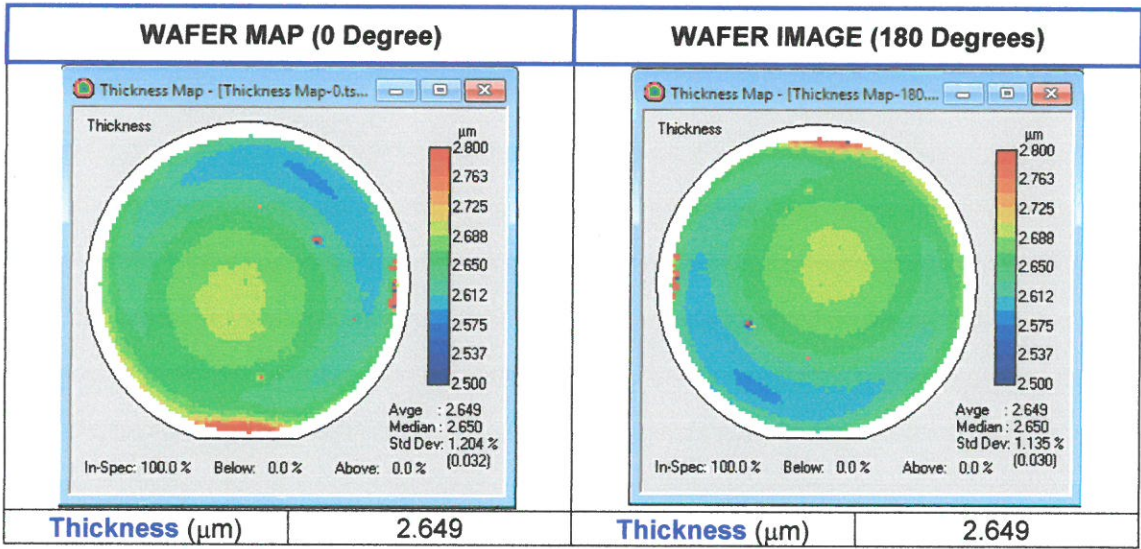 WAFER MAP (0 Degree)
WAFER IMAGE (180 Degrees)
Thickness Map - [Thickness Map-0.ts...
Thickness
µm
2.800
2.763
2.725
2.688
2.650
2.612
2.575
2.537
2.500
Avge : 2.649
Median : 2.650
Std Dev: 1.204 %
(0.032)
In-Spec: 100.0 % Below: 0.0 % Above: 0.0 %
Thickness Map - [Thickness Map-180....
Thickness
µm
2.800
2.763
2.725
2.688
2.650
2.612
2.575
2.537
2.500
Avge : 2.649
Median : 2.650
Std Dev: 1.135 %
(0.030)
In-Spec: 100.0 % Below: 0.0 % Above: 0.0 %
Thickness (µm) 2.649
Thickness (µm) 2.649